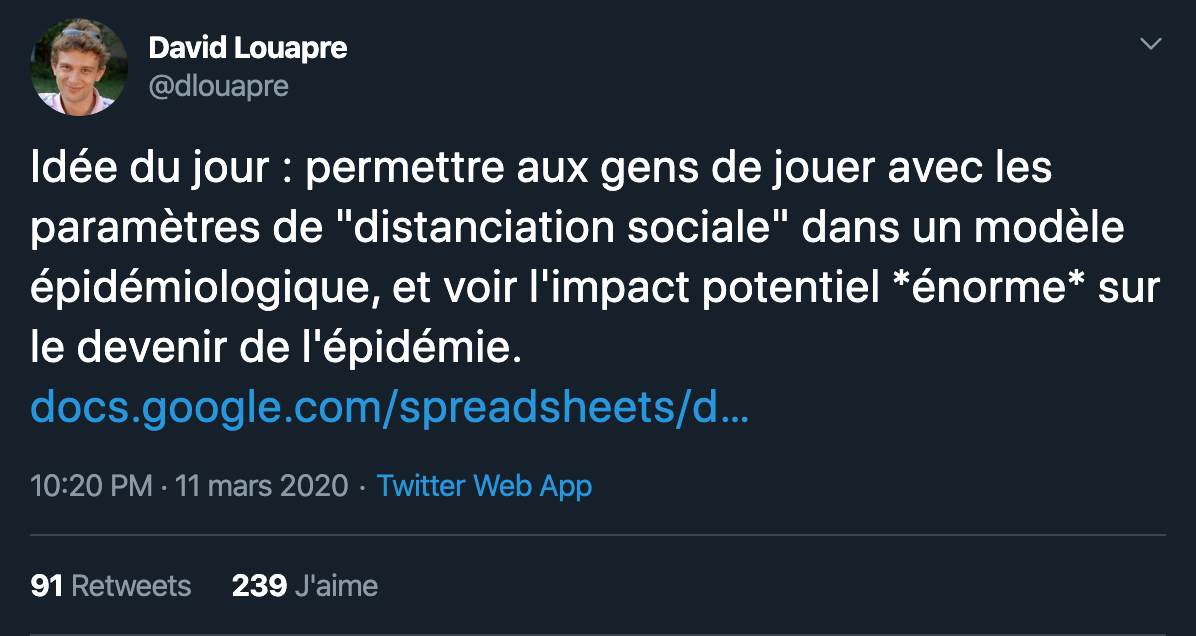 David Louapre
@dlouapre
Idée du jour : permettre aux gens de jouer avec les
paramètres de "distanciation sociale" dans un modèle
épidémiologique, et voir l'impact potentiel *énorme* sur
le devenir de l'épidémie.
docs.google.com/spreadsheets/d...
10:20 PM · 11 mars 2020 · Twitter Web App
91 Retweets 239 J'aime